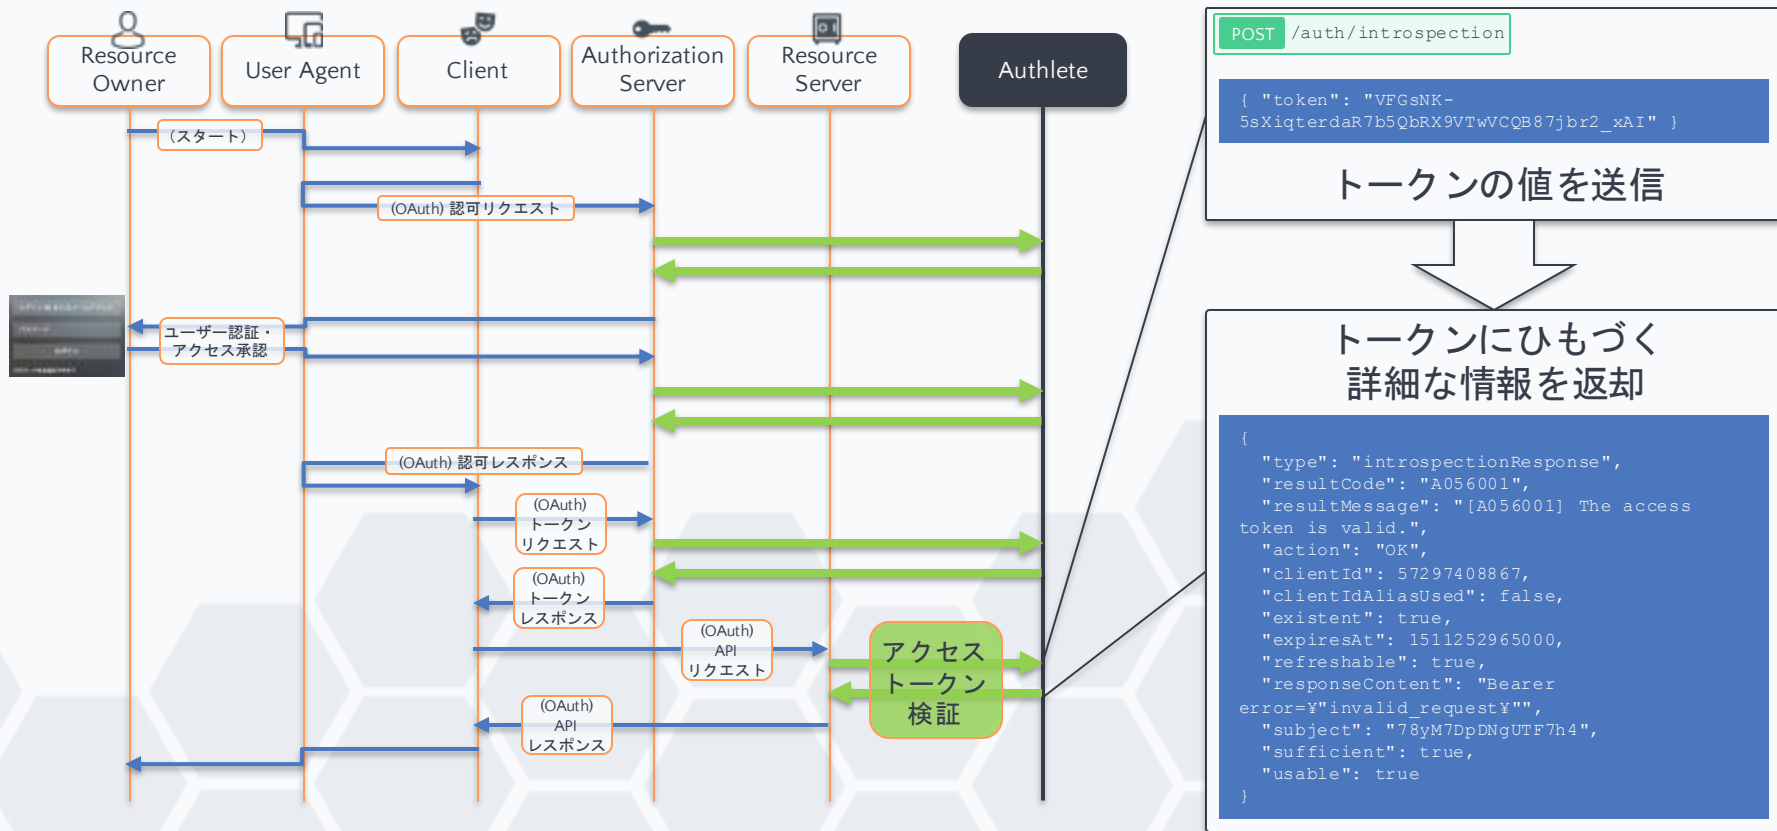 Resource
Owner
User Agent
Client
Authorization
Server
Resource
Server
Authlete
(スタート)
(OAuth) 認可リクエスト
ユーザー認証・
アクセス承認
(OAuth) 認可レスポンス
(OAuth)
トークン
リクエスト
(OAuth)
トークン
レスポンス
(OAuth)
API
リクエスト
アクセス
トークン
検証
(OAuth)
API
レスポンス
POST /auth/introspection
{ "token": "VFGsNK-
5sXiqterdaR7b5QbRX9VTwVCQB87jbr2_xAI" }
トークンの値を送信
トークンにひもづく
詳細な情報を返却
{
"type": "introspectionResponse",
"resultCode": "A056001",
"resultMessage": "[A056001] The access
token is valid.",
"action": "OK",
"clientId": 57297408867,
"clientIdAliasUsed": false,
"existent": true,
"expiresAt": 1511252965000,
"refreshable": true,
"responseContent": "Bearer
error=¥"invalid_request¥"",
"subject": "78yM7DpDNgUTF7h4",
"sufficient": true,
"usable": true
}